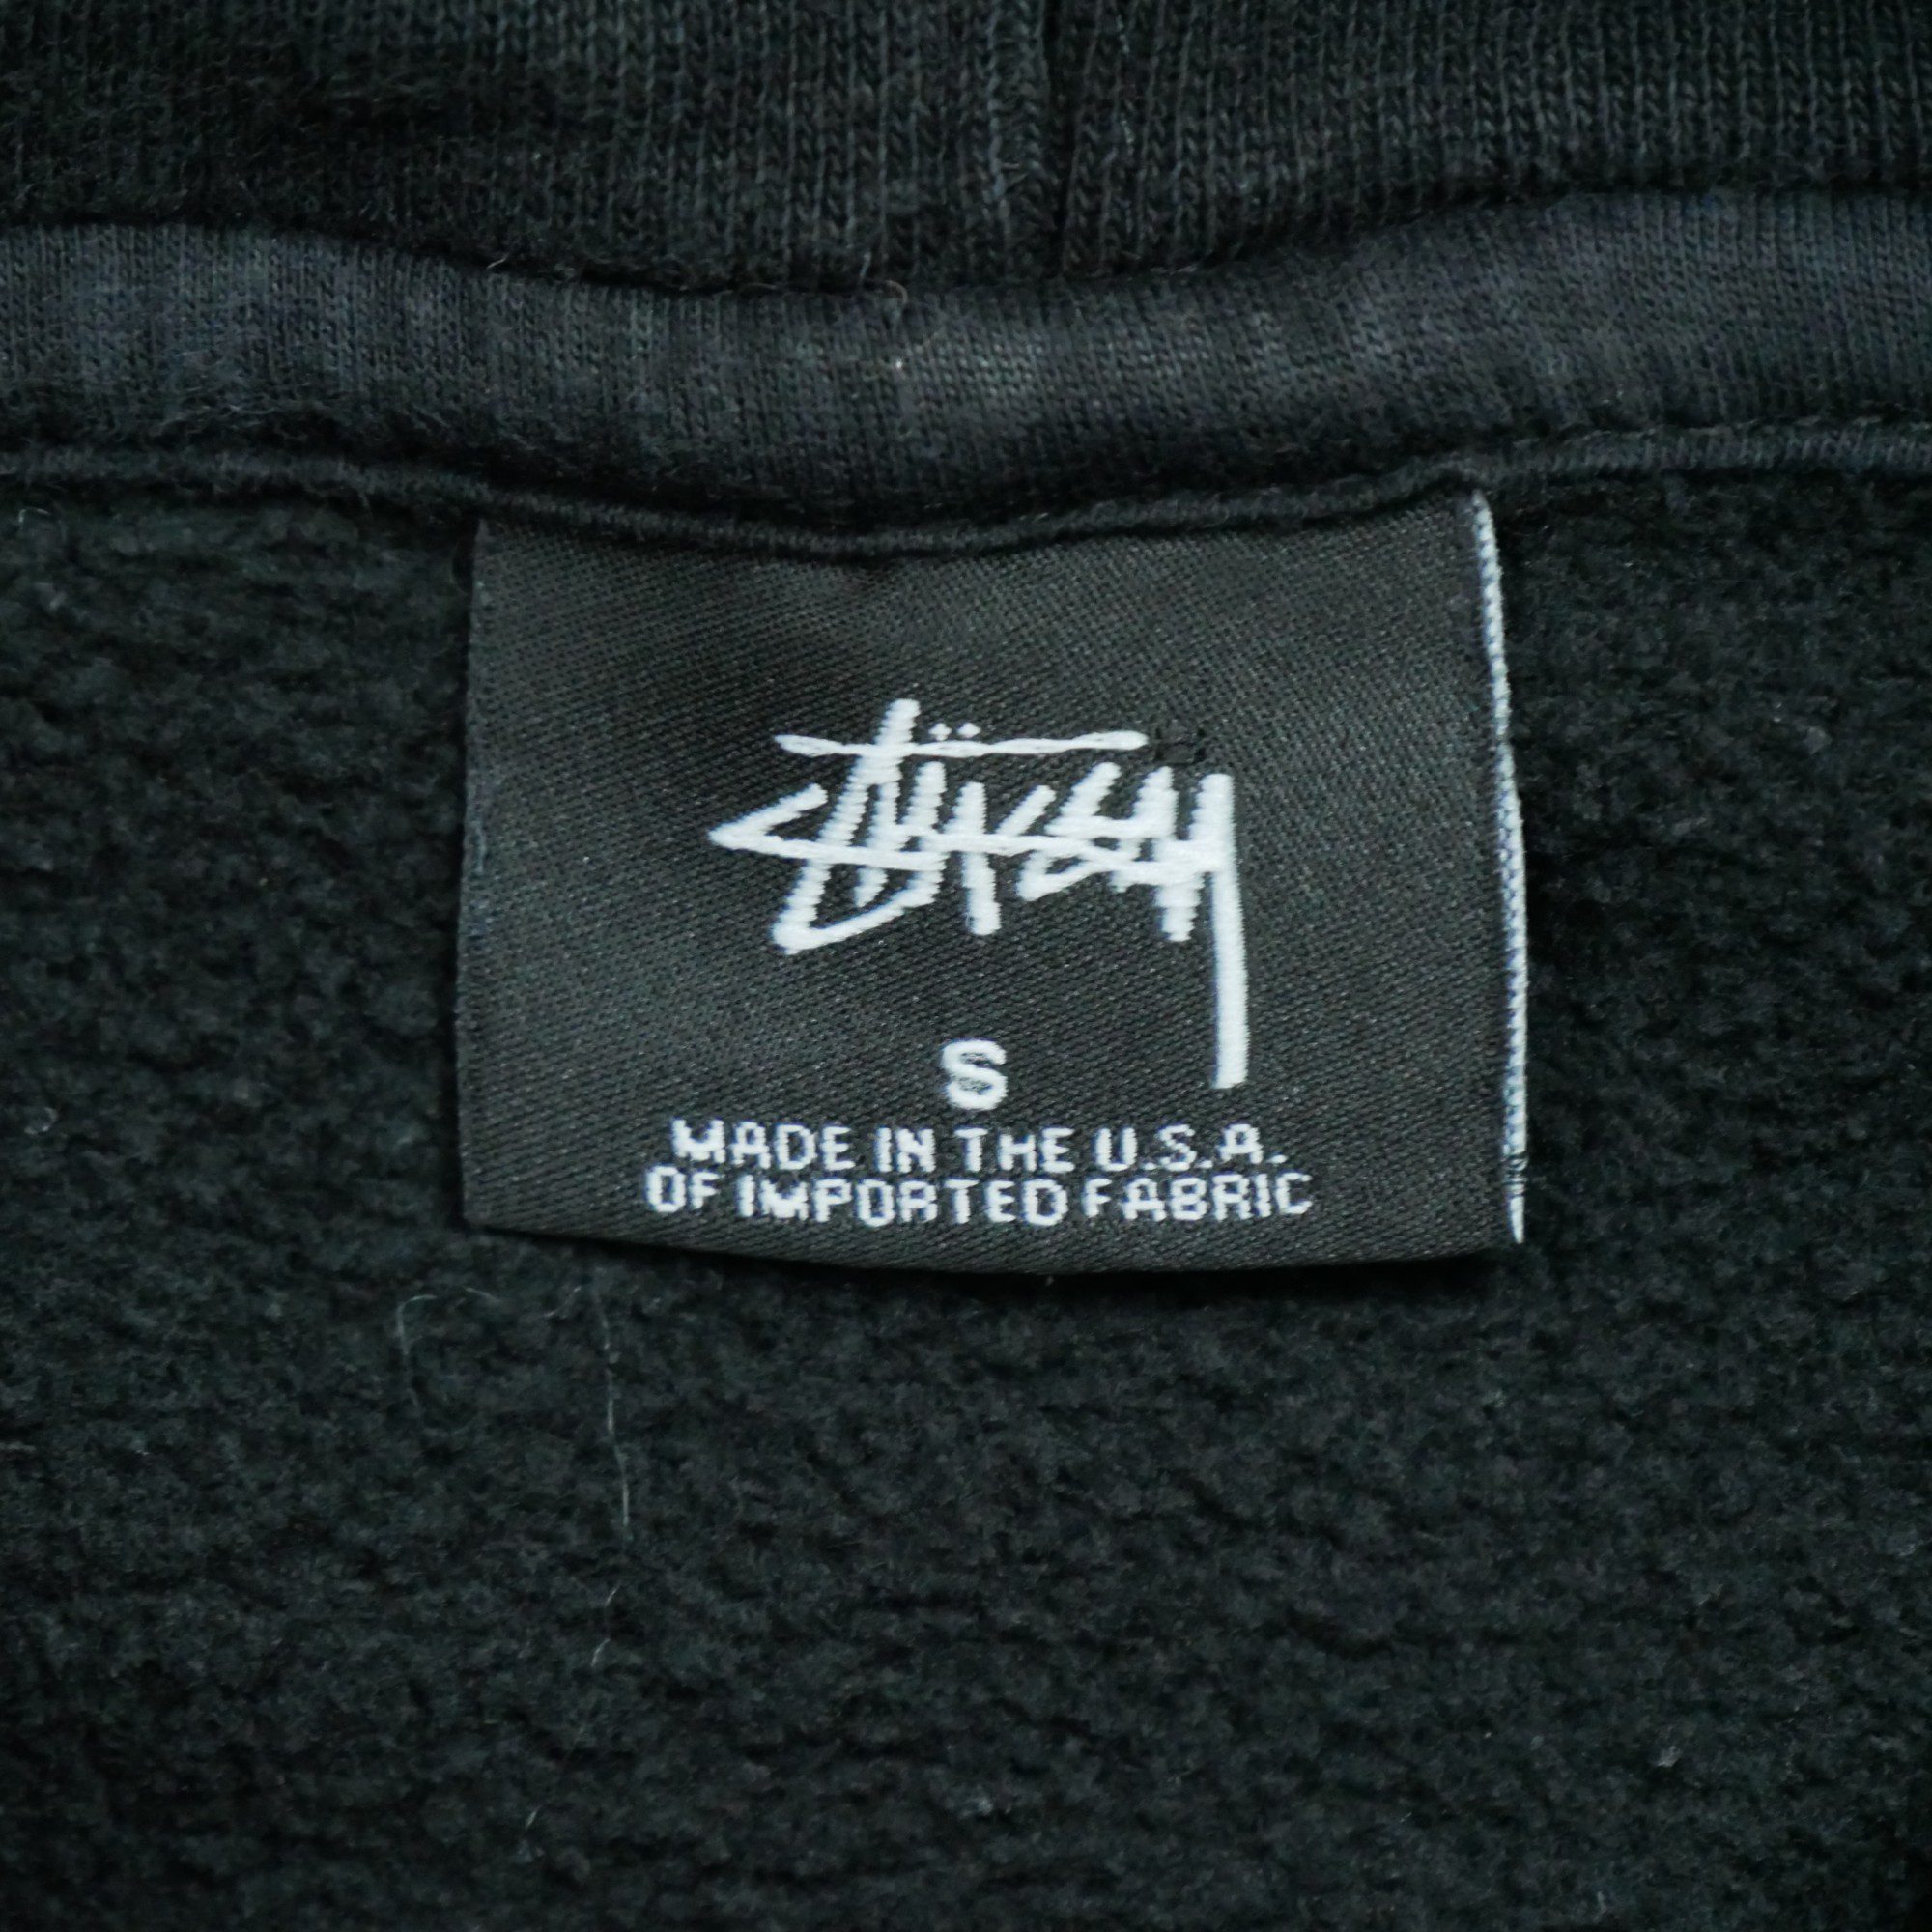 Stüssy
S
MADE IN THE U.S.A.
OF IMPORTED FABRIC